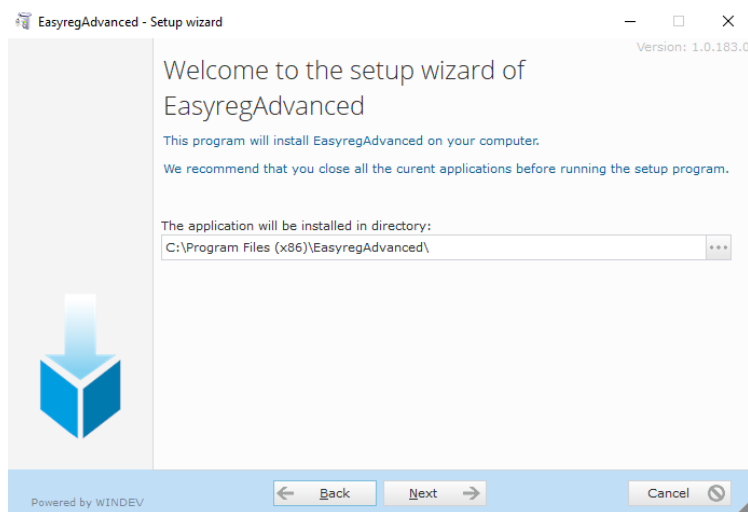 EasyregAdvanced - Setup wizard
Version: 1.0.183.0
Welcome to the setup wizard of
EasyregAdvanced
This program will install EasyregAdvanced on your computer.
We recommend that you close all the curent applications before running the setup program.
The application will be installed in directory:
C:\Program Files (x86)\EasyregAdvanced\
...
Powered by WINDEV
Back
Next
Cancel